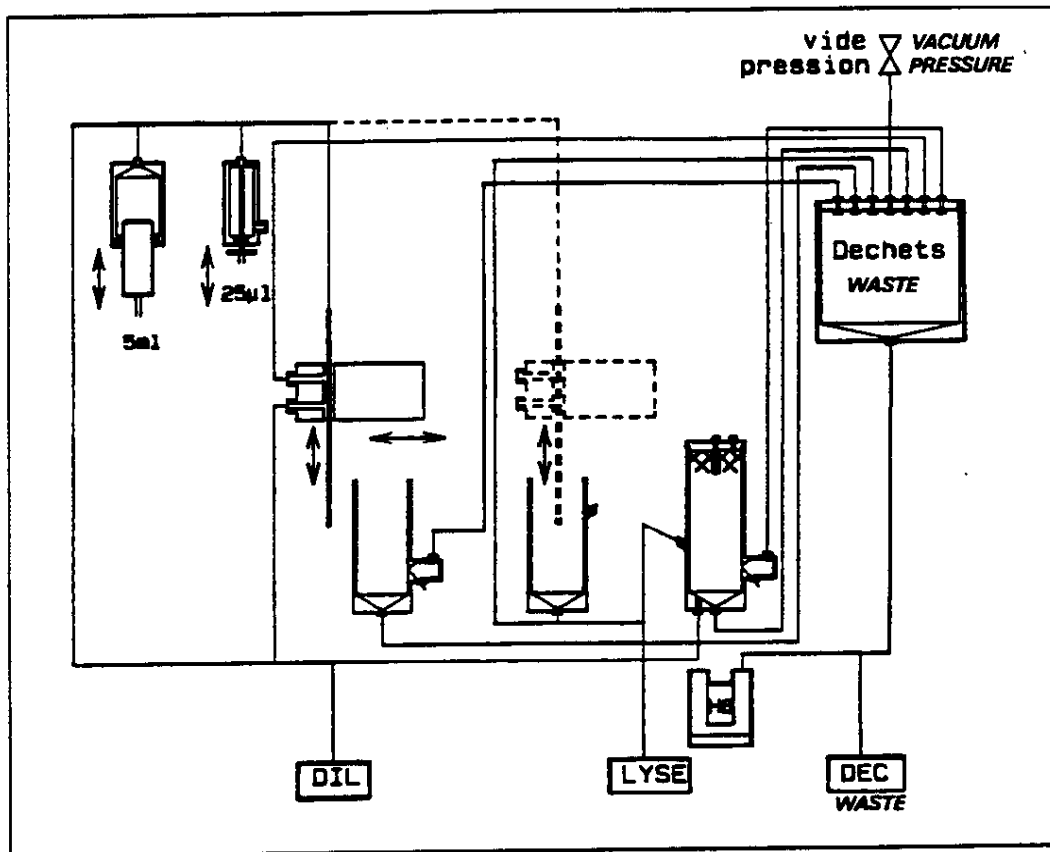 vide VACUUM
pression PRESSURE
Dechets
WASTE
25µl
5ml
HB
DIL
LYSE
DEC
WASTE